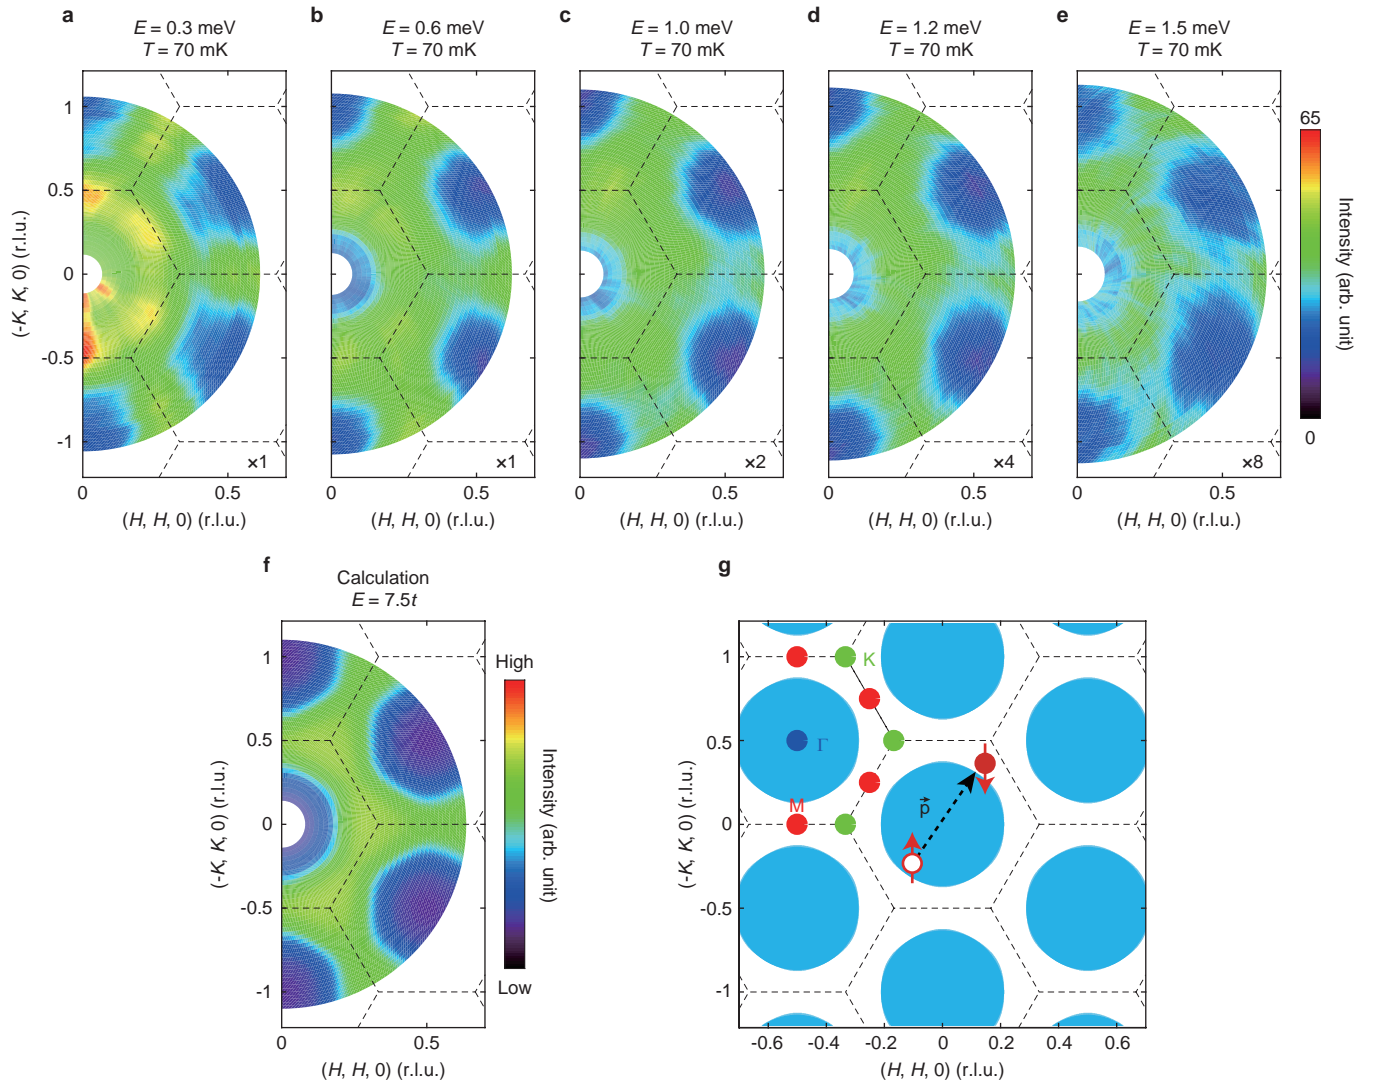 a
E = 0.3 meV
T = 70 mK
b
E = 0.6 meV
T = 70 mK
c
E = 1.0 meV
T = 70 mK
d
E = 1.2 meV
T = 70 mK
e
E = 1.5 meV
T = 70 mK
(-K, K, 0) (r.l.u.)
1
0.5
0
-0.5
-1
×1
×1
×2
×4
×8
0
0.5
0
0.5
0
0.5
0
0.5
0
0.5
(H, H, 0) (r.l.u.)
(H, H, 0) (r.l.u.)
(H, H, 0) (r.l.u.)
(H, H, 0) (r.l.u.)
(H, H, 0) (r.l.u.)
65
Intensity (arb. unit)
0
f
Calculation
E = 7.5t
(-K, K, 0) (r.l.u.)
1
0.5
0
-0.5
-1
0
0.5
(H, H, 0) (r.l.u.)
High
Intensity (arb. unit)
Low
g
(-K, K, 0) (r.l.u.)
1
0.5
0
-0.5
-1
K
Γ
M
p⃗
-0.6
-0.4
-0.2
0
0.2
0.4
0.6
(H, H, 0) (r.l.u.)